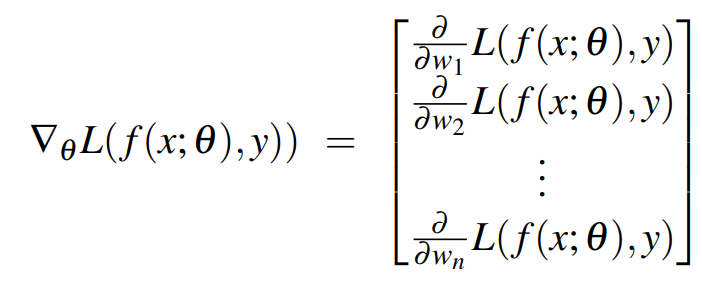 ∇θL(f(x;θ),y)) = [ ∂/∂w1 L(f(x;θ),y)
∂/∂w2 L(f(x;θ),y)
⋮
∂/∂wn L(f(x;θ),y) ]